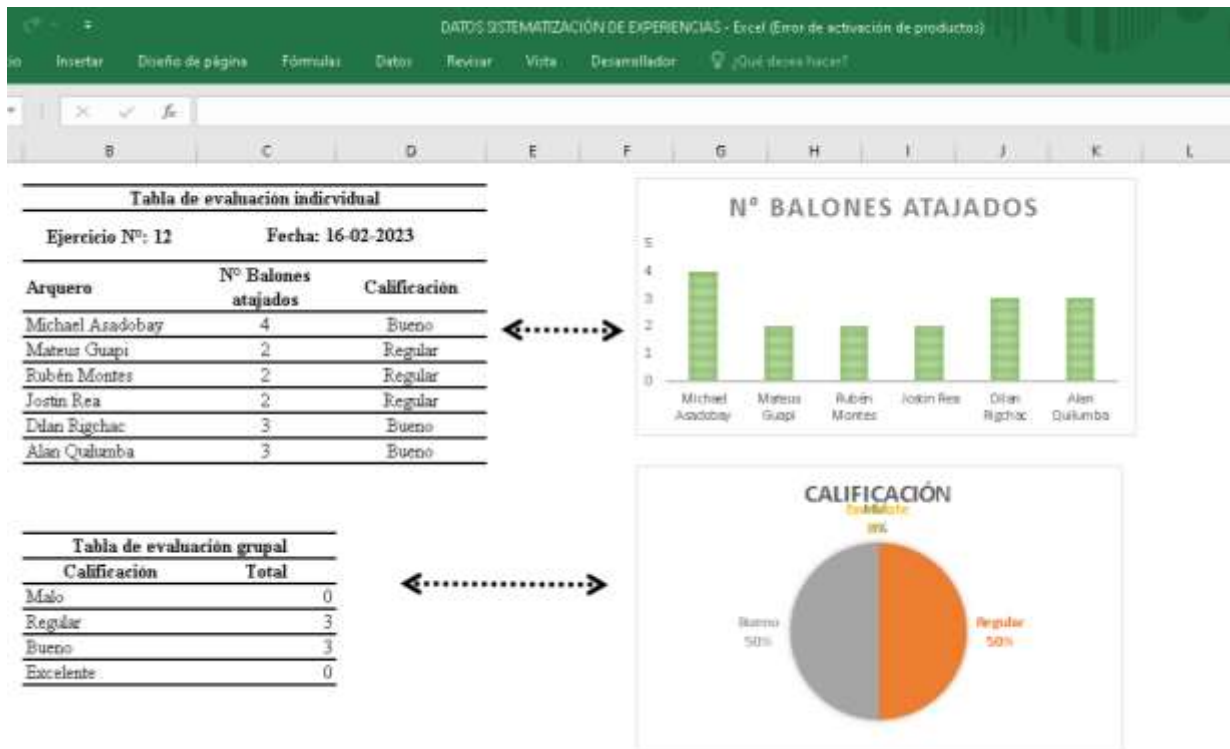 DATOS SISTEMATIZACIÓN DE EXPERIENCIAS - Excel (Error de activación de productos)
Insertar Diseño de página Fórmulas Datos Revisar Vista Desarrollador ¿Qué desea hacer?
fx
B C D E F G H I J K L
Tabla de evaluación indicvidual
Ejercicio Nº: 12 Fecha: 16-02-2023
Arquero Nº Balones atajados Calificación
Michael Asadobay 4 Bueno
Mateus Guapi 2 Regular
Rubén Montes 2 Regular
Jostin Rea 2 Regular
Dilan Rigchac 3 Bueno
Alan Quilumba 3 Bueno
Nº BALONES ATAJADOS
5
4
3
2
1
0
Michael Asadobay Mateus Guapi Rubén Montes Jostin Rea Dilan Rigchac Alan Quilumba
Tabla de evaluación grupal
Calificación Total
Malo 0
Regular 3
Bueno 3
Excelente 0
CALIFICACIÓN
Bueno
50%
Regular
50%